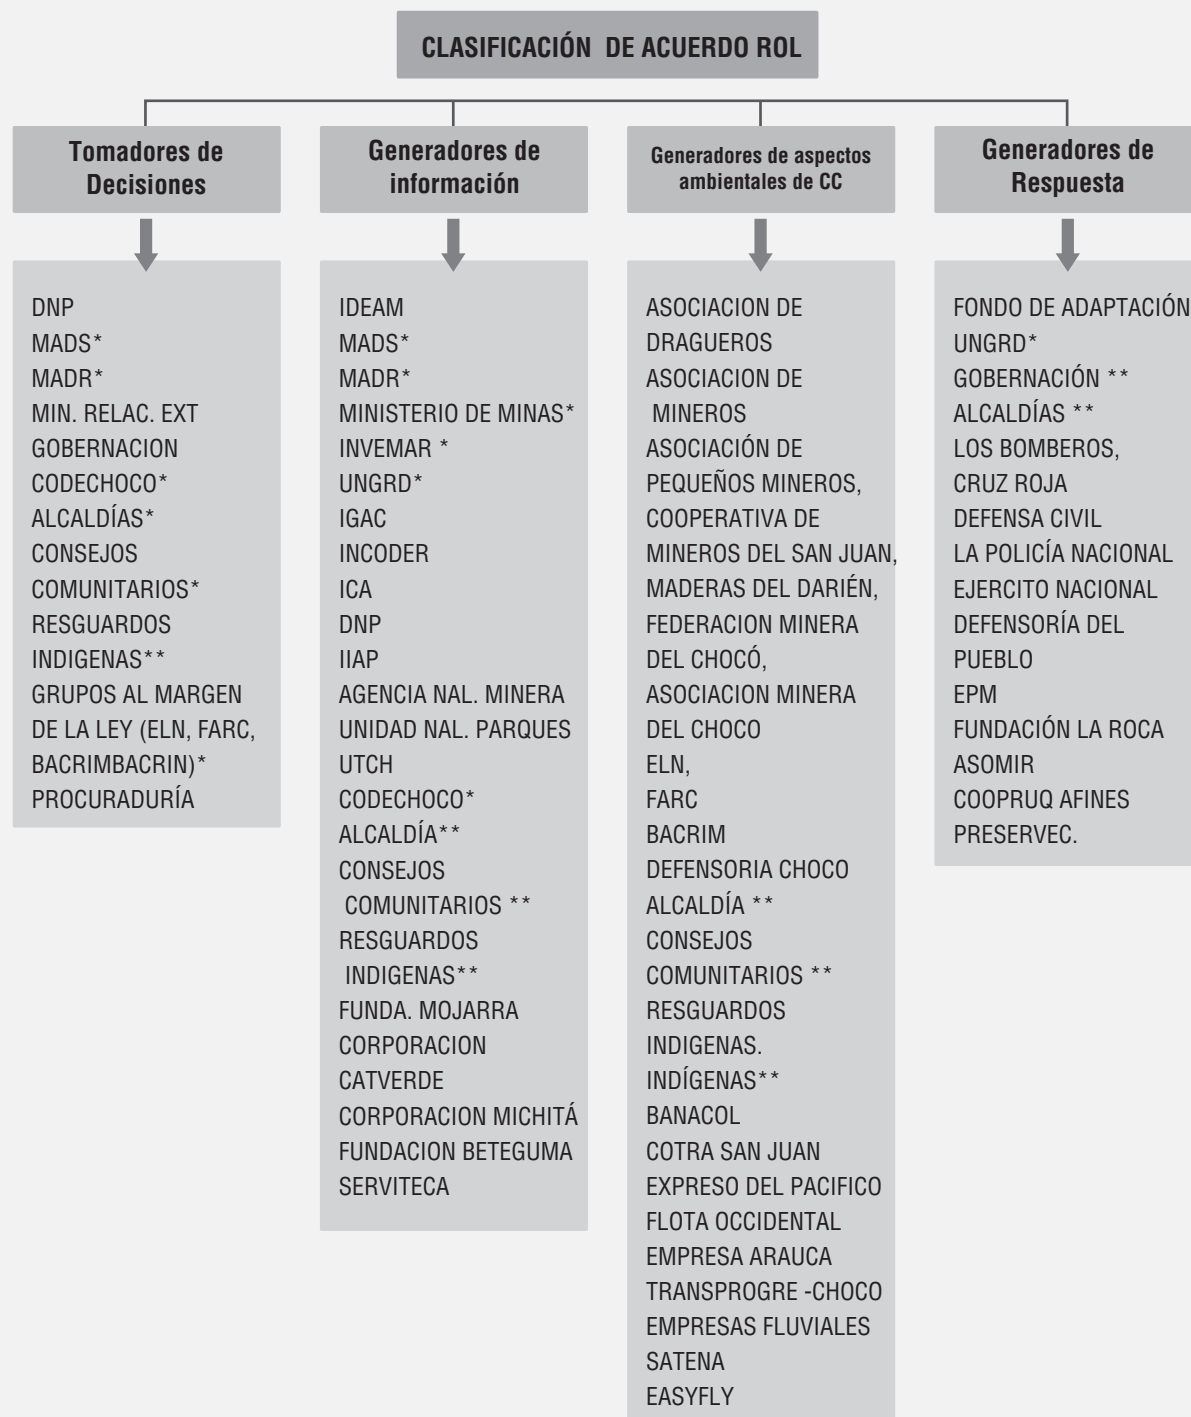 CLASIFICACIÓN DE ACUERDO ROL
Tomadores de
Decisiones
DNP
MADS*
MADR*
MIN. RELAC. EXT
GOBERNACION
CODECHOCO*
ALCALDÍAS*
CONSEJOS
COMUNITARIOS*
RESGUARDOS
INDIGENAS**
GRUPOS AL MARGEN
DE LA LEY (ELN, FARC,
BACRIMBACRIN)*
PROCURADURÍA
Generadores de
información
IDEAM
MADS*
MADR*
MINISTERIO DE MINAS*
INVEMAR *
UNGRD*
IGAC
INCODER
ICA
DNP
IIAP
AGENCIA NAL. MINERA
UNIDAD NAL. PARQUES
UTCH
CODECHOCO*
ALCALDÍA**
CONSEJOS
COMUNITARIOS **
RESGUARDOS
INDIGENAS**
FUNDA. MOJARRA
CORPORACION
CATVERDE
CORPORACION MICHITÁ
FUNDACION BETEGUMA
SERVITECA
Generadores de aspectos
ambientales de CC
ASOCIACION DE
DRAGUEROS
ASOCIACION DE
MINEROS
ASOCIACIÓN DE
PEQUEÑOS MINEROS,
COOPERATIVA DE
MINEROS DEL SAN JUAN,
MADERAS DEL DARIÉN,
FEDERACION MINERA
DEL CHOCÓ,
ASOCIACION MINERA
DEL CHOCO
ELN,
FARC
BACRIM
DEFENSORIA CHOCO
ALCALDÍA **
CONSEJOS
COMUNITARIOS **
RESGUARDOS
INDIGENAS.
INDÍGENAS**
BANACOL
COTRA SAN JUAN
EXPRESO DEL PACIFICO
FLOTA OCCIDENTAL
EMPRESA ARAUCA
TRANSPROGRE -CHOCO
EMPRESAS FLUVIALES
SATENA
EASYFLY
Generadores de
Respuesta
FONDO DE ADAPTACIÓN
UNGRD*
GOBERNACIÓN **
ALCALDÍAS **
LOS BOMBEROS,
CRUZ ROJA
DEFENSA CIVIL
LA POLICÍA NACIONAL
EJERCITO NACIONAL
DEFENSORÍA DEL
PUEBLO
EPM
FUNDACIÓN LA ROCA
ASOMIR
COOPRUQ AFINES
PRESERVEC.